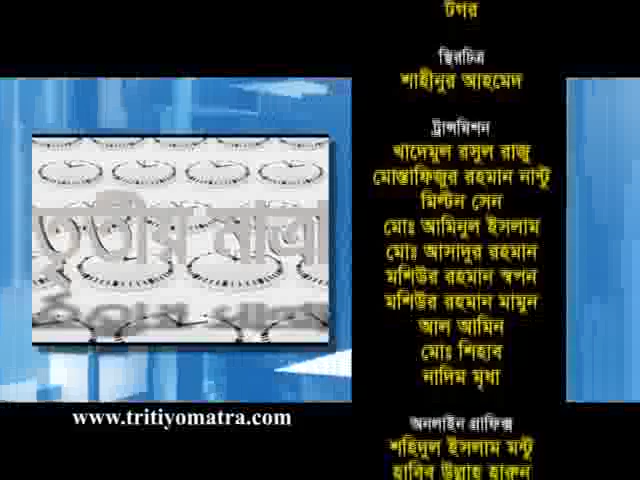 তৃতীয় মাত্রা
www.tritiyomatra.com
টগর
স্থিরচিত্র
শাহীনুর আহমেদ
ট্রান্সমিশন
খাদেমুল রসুল রাজু
মোস্তাফিজুর রহমান নান্টু
মিল্টন সেন
মোঃ আমিনুল ইসলাম
মোঃ আসাদুর রহমান
মশিউর রহমান স্বপন
মশিউর রহমান মামুন
আল আমিন
মোঃ শিহাব
নাদিম মৃধা
অনলাইন গ্রাফিক্স
শহিদুল ইসলাম মন্টু
হাবিব উল্লাহ হারুন